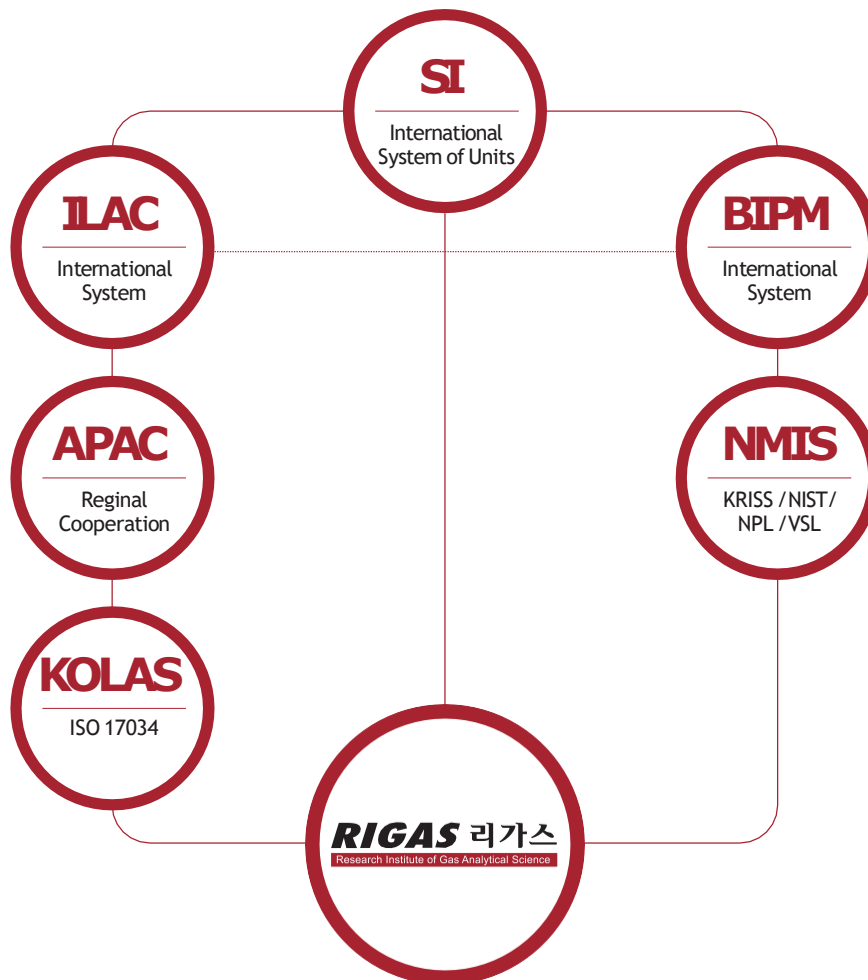 SI
International
System of Units
ILAC
International
System
BIPM
International
System
APAC
Reginal
Cooperation
NMIS
KRISS / NIST /
NPL / VSL
KOLAS
ISO 17034
RIGAS 리가스
Research Institute of Gas Analytical Science